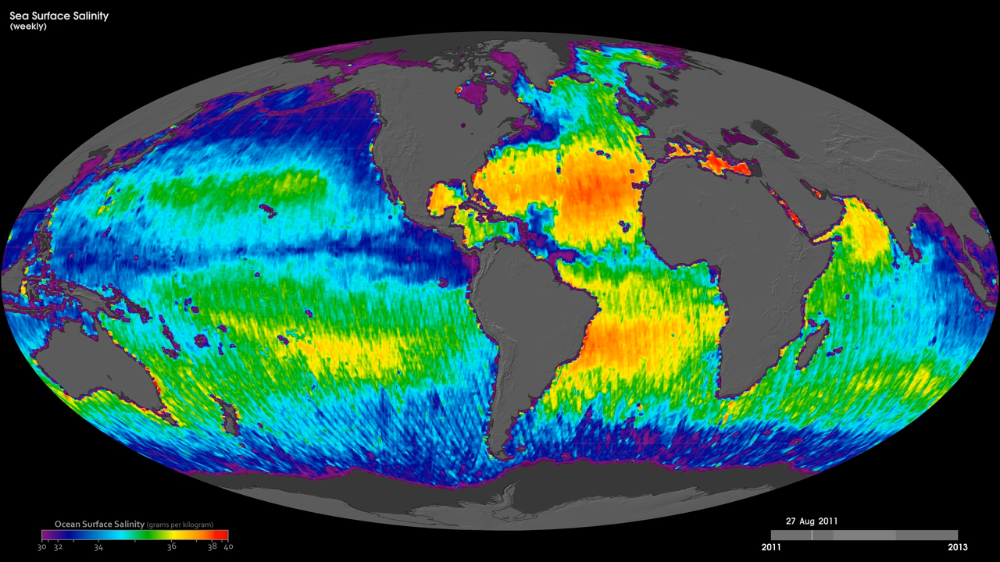 Sea Surface Salinity
(weekly)
Ocean Surface Salinity (grams per kilogram)
30 32 34 36 38 40
27 Aug 2011
2011 2013